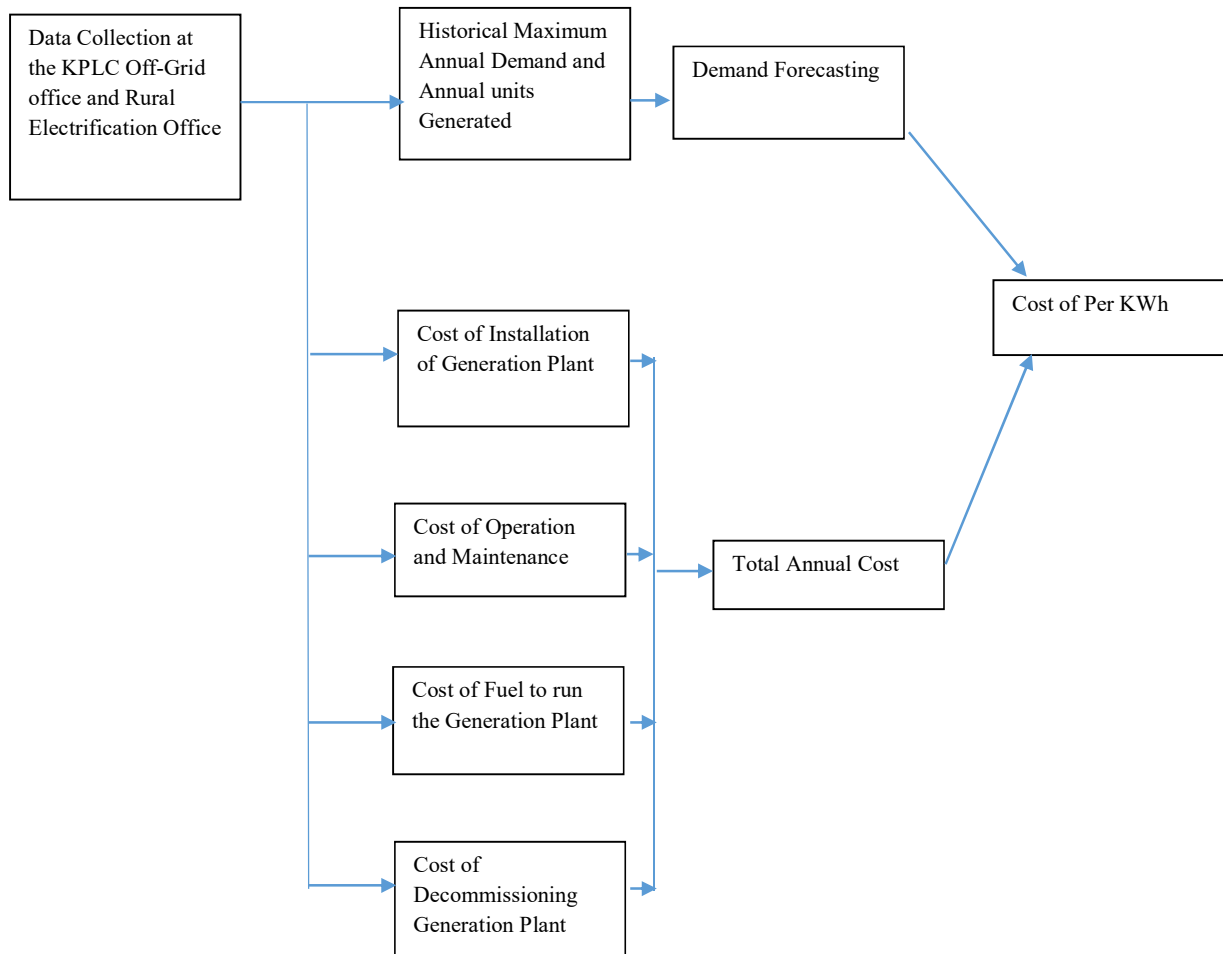 Data Collection at
the KPLC Off-Grid
office and Rural
Electrification Office
Historical Maximum
Annual Demand and
Annual units
Generated
Demand Forecasting
Cost of Per KWh
Cost of Installation
of Generation Plant
Cost of Operation
and Maintenance
Total Annual Cost
Cost of Fuel to run
the Generation Plant
Cost of
Decommissioning
Generation Plant